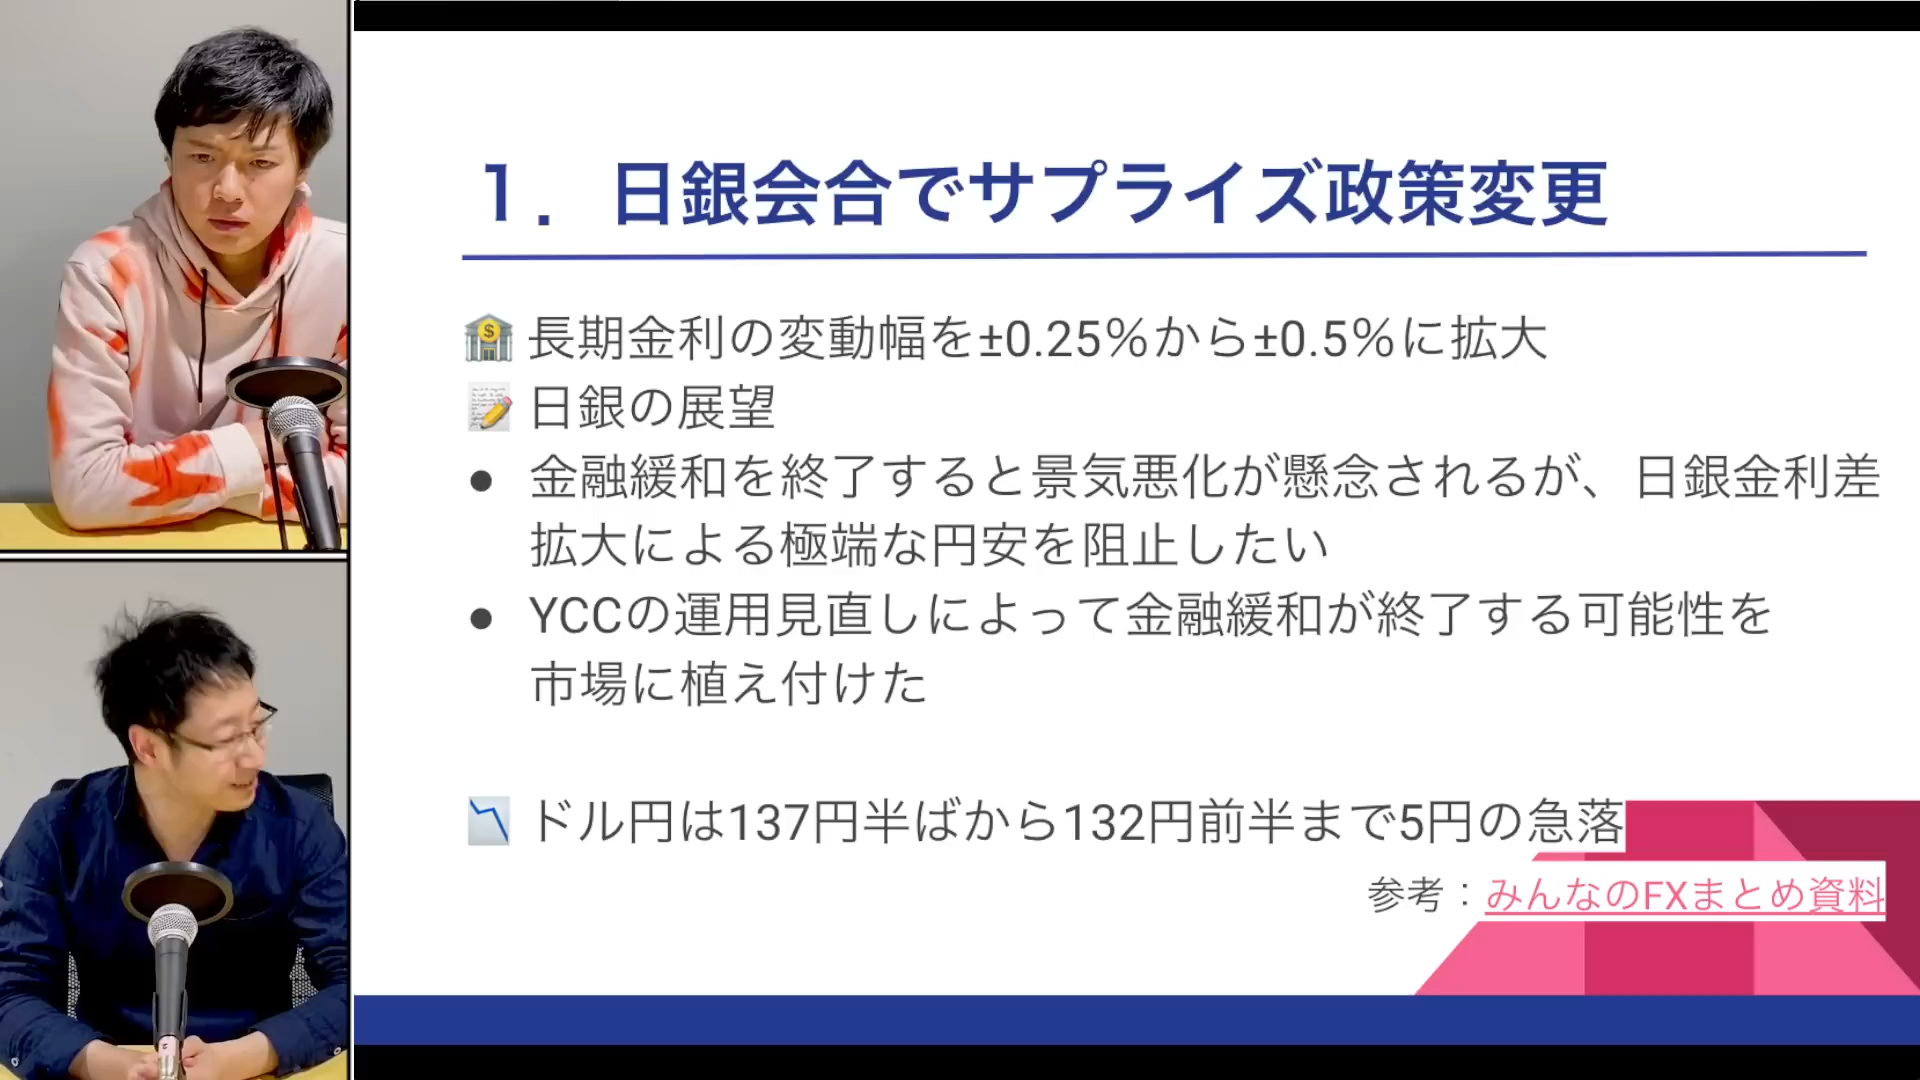 1. 日銀会合でサプライズ政策変更
長期金利の変動幅を±0.25%から±0.5%に拡大
日銀の展望
● 金融緩和を終了すると景気悪化が懸念されるが、日銀金利差
拡大による極端な円安を阻止したい
● YCCの運用見直しによって金融緩和が終了する可能性を
市場に植え付けた
ドル円は137円半ばから132円前半まで5円の急落
参考：みんなのFXまとめ資料